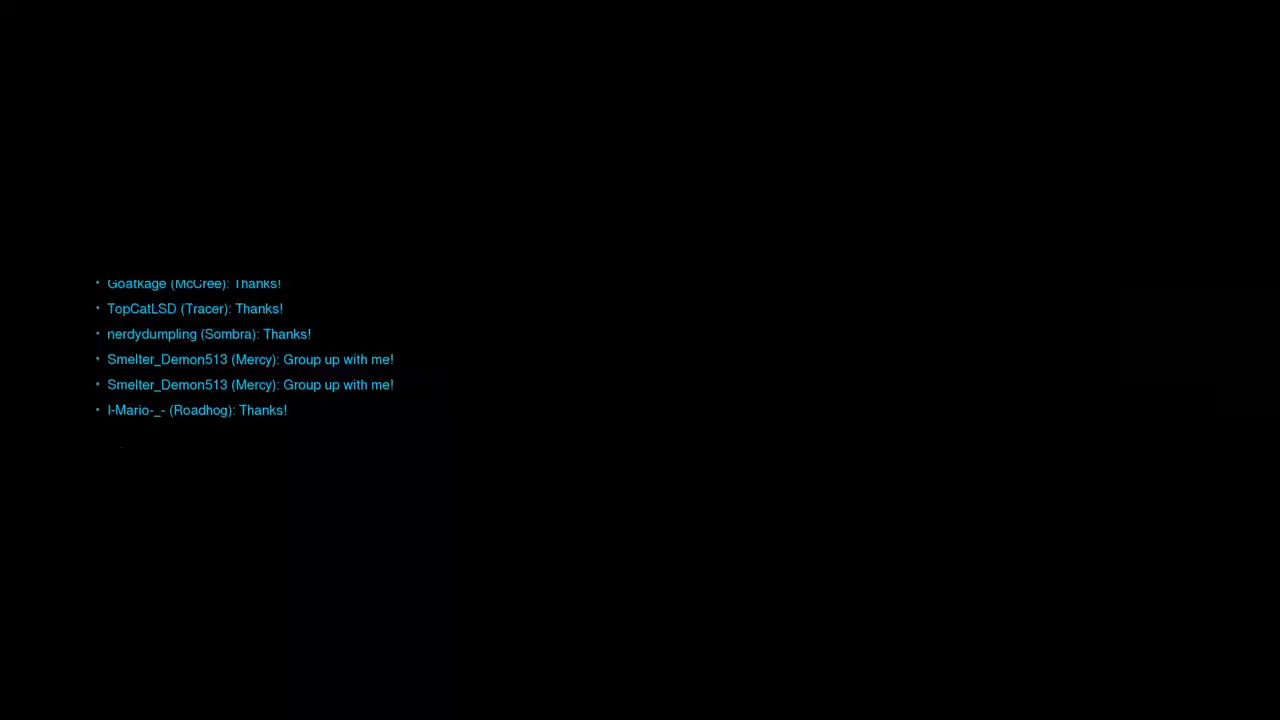 • Goatkage (McCree): Thanks!
• TopCatLSD (Tracer): Thanks!
• nerdydumpling (Sombra): Thanks!
• Smelter_Demon513 (Mercy): Group up with me!
• Smelter_Demon513 (Mercy): Group up with me!
• I-Mario-_- (Roadhog): Thanks!